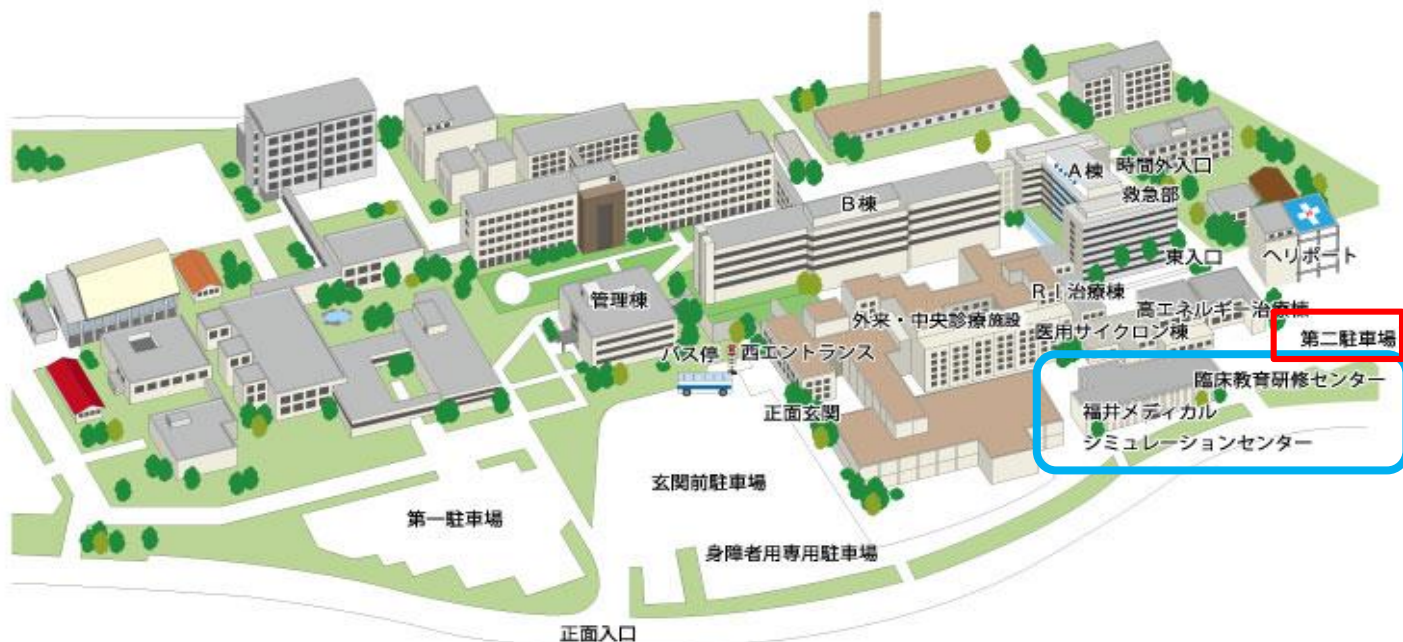 A棟
時間外入口
救急部
B棟
東入口
ヘリポート
RI治療棟
管理棟
外来・中央診療施設
高エネルギー治療棟
医用サイクロン棟
第二駐車場
バス停
西エントランス
臨床教育研修センター
正面玄関
福井メディカル
シミュレーションセンター
玄関前駐車場
第一駐車場
身障者用専用駐車場
正面入口